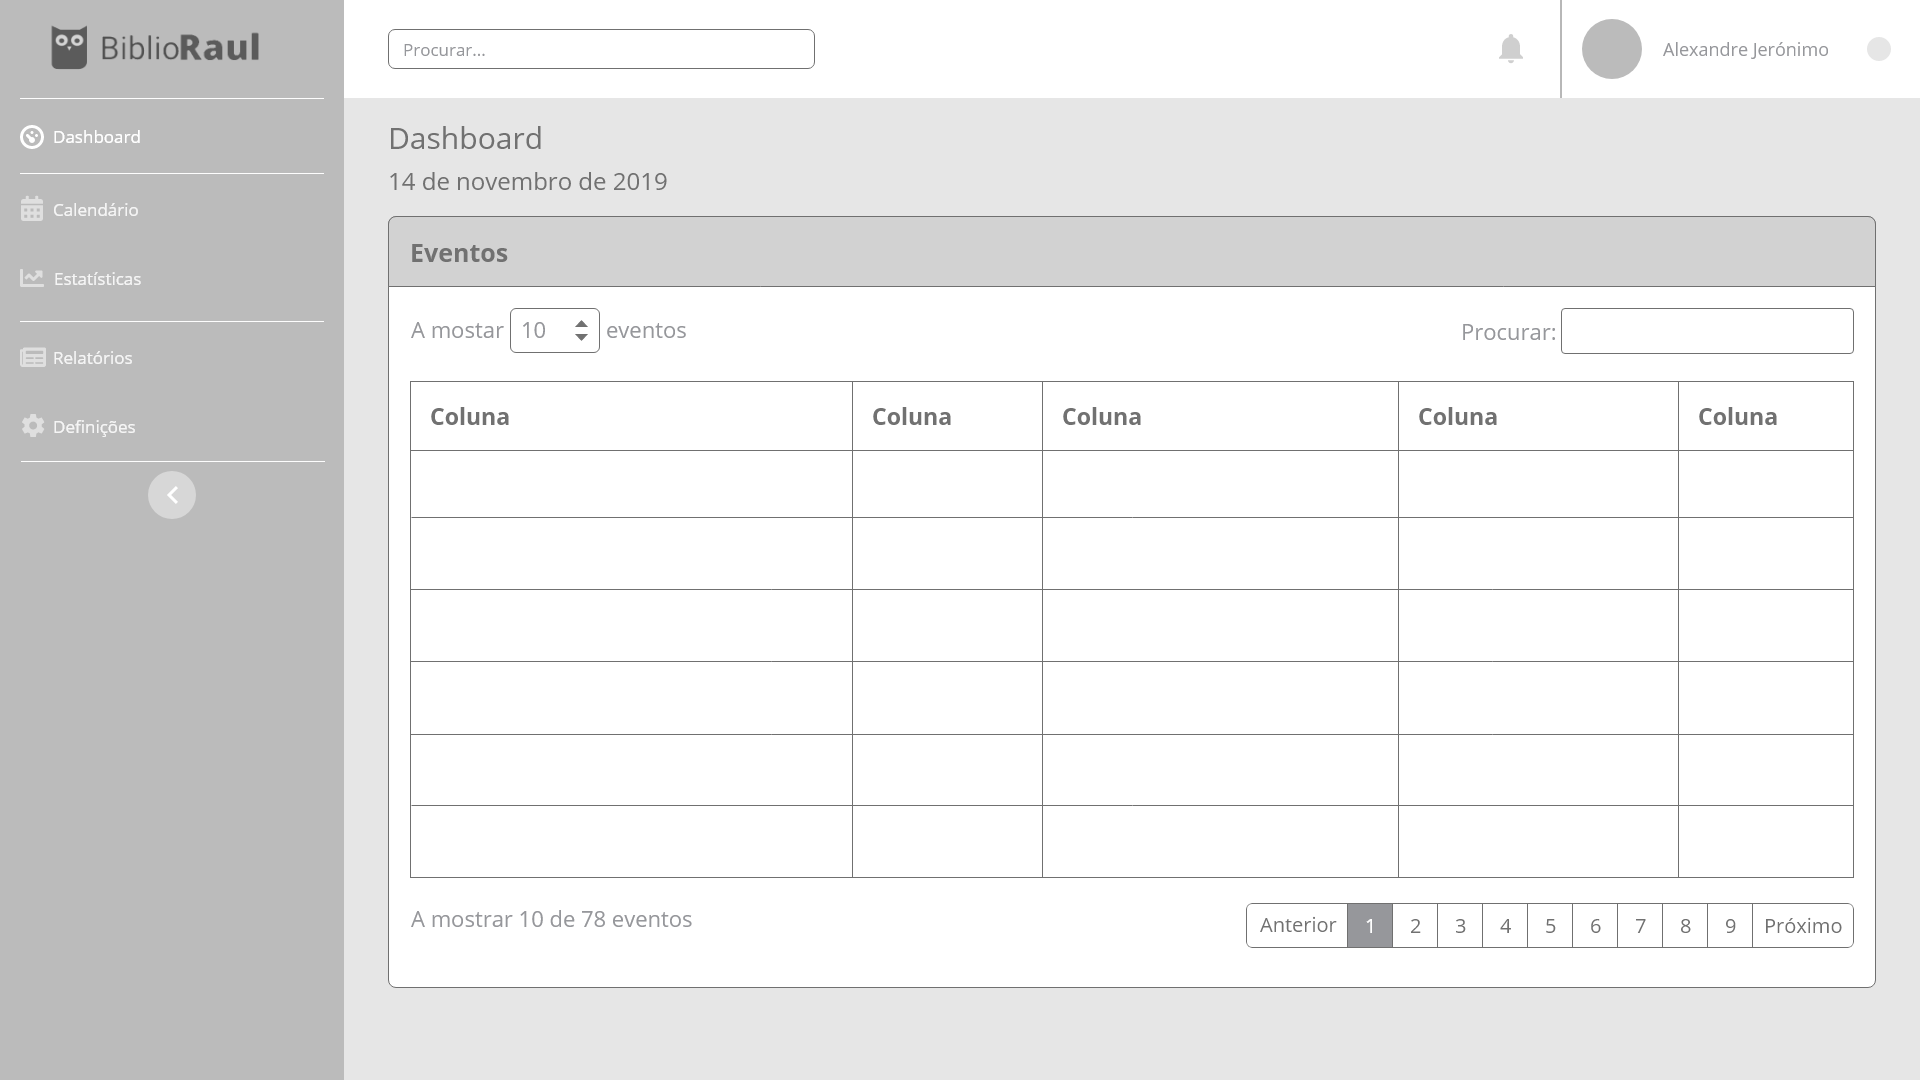 BiblioRaul
Procurar...
Alexandre Jerónimo
Dashboard
Calendário
Estatísticas
Relatórios
Definições
Dashboard
14 de novembro de 2019
Eventos
A mostar 10 eventos
Procurar:
Coluna Coluna Coluna Coluna Coluna
A mostrar 10 de 78 eventos
Anterior 1 2 3 4 5 6 7 8 9 Próximo